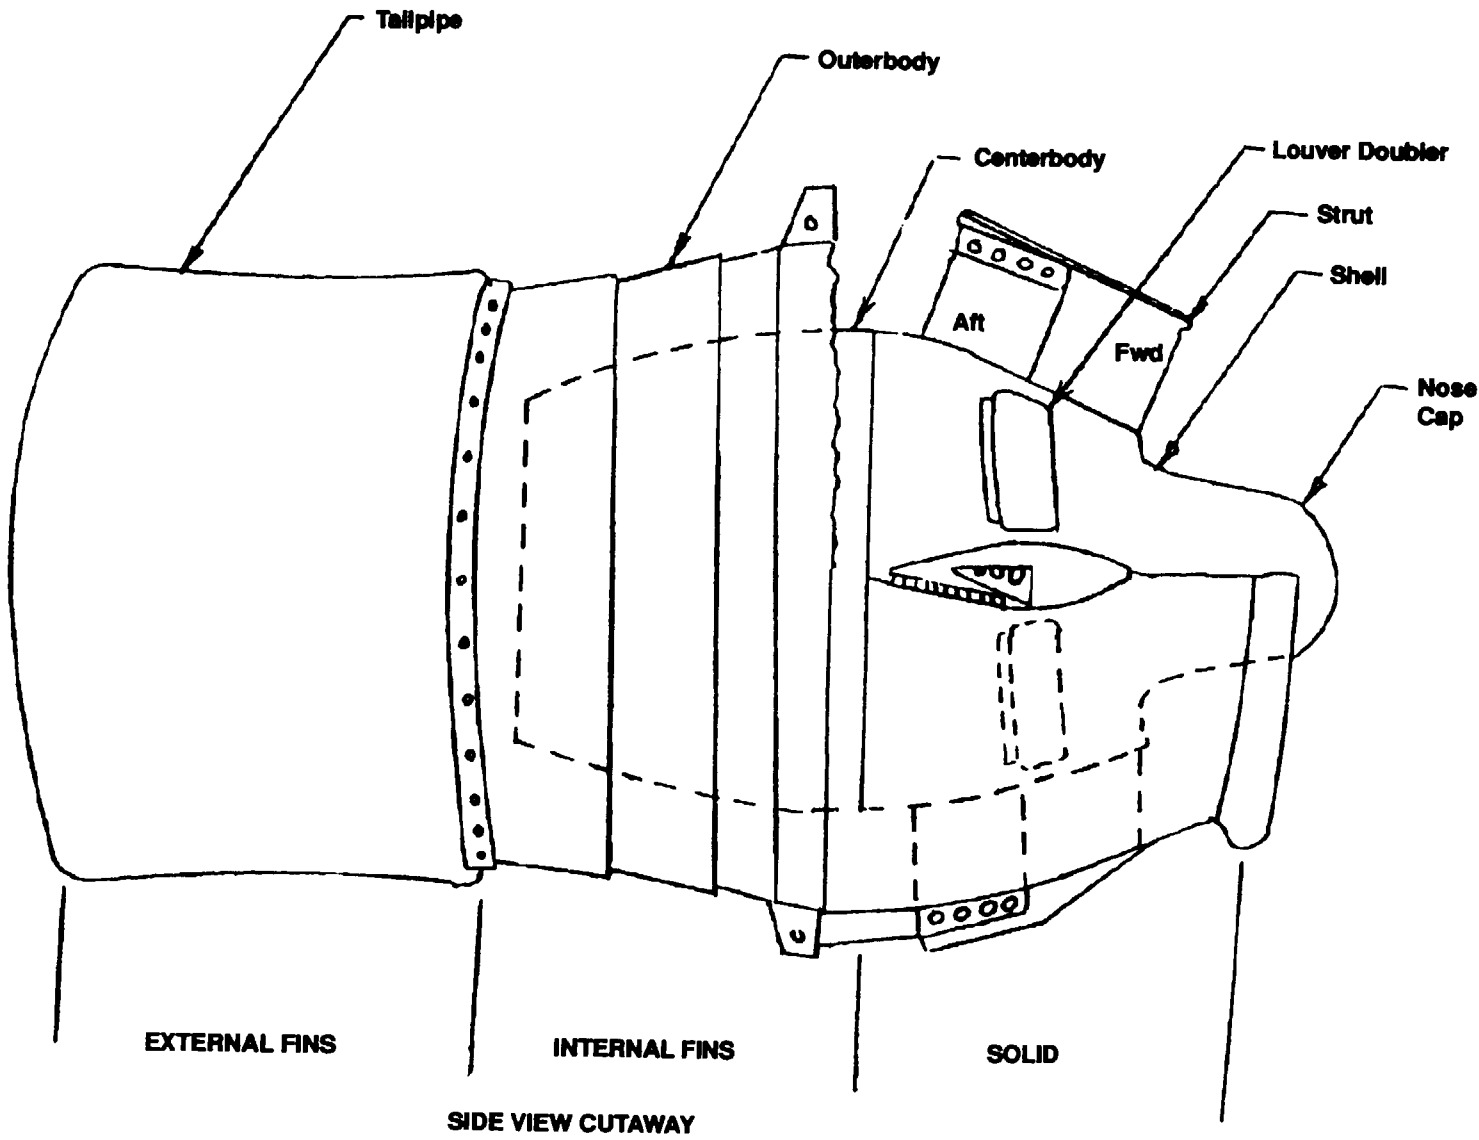 Tailpipe
Outerbody
Centerbody
Louver Doubler
Strut
Shell
Aft
Fwd
Nose
Cap
EXTERNAL FINS
INTERNAL FINS
SOLID
SIDE VIEW CUTAWAY